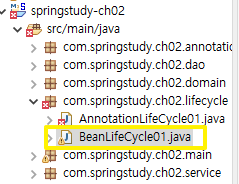 springstudy-ch02
src/main/java
com.springstudy.ch02.annotatio
com.springstudy.ch02.dao
com.springstudy.ch02.domain
com.springstudy.ch02.lifecycle
AnnotationLifeCycle01.java
BeanLifeCycle01.java
com.springstudy.ch02.main
com.springstudy.ch02.service